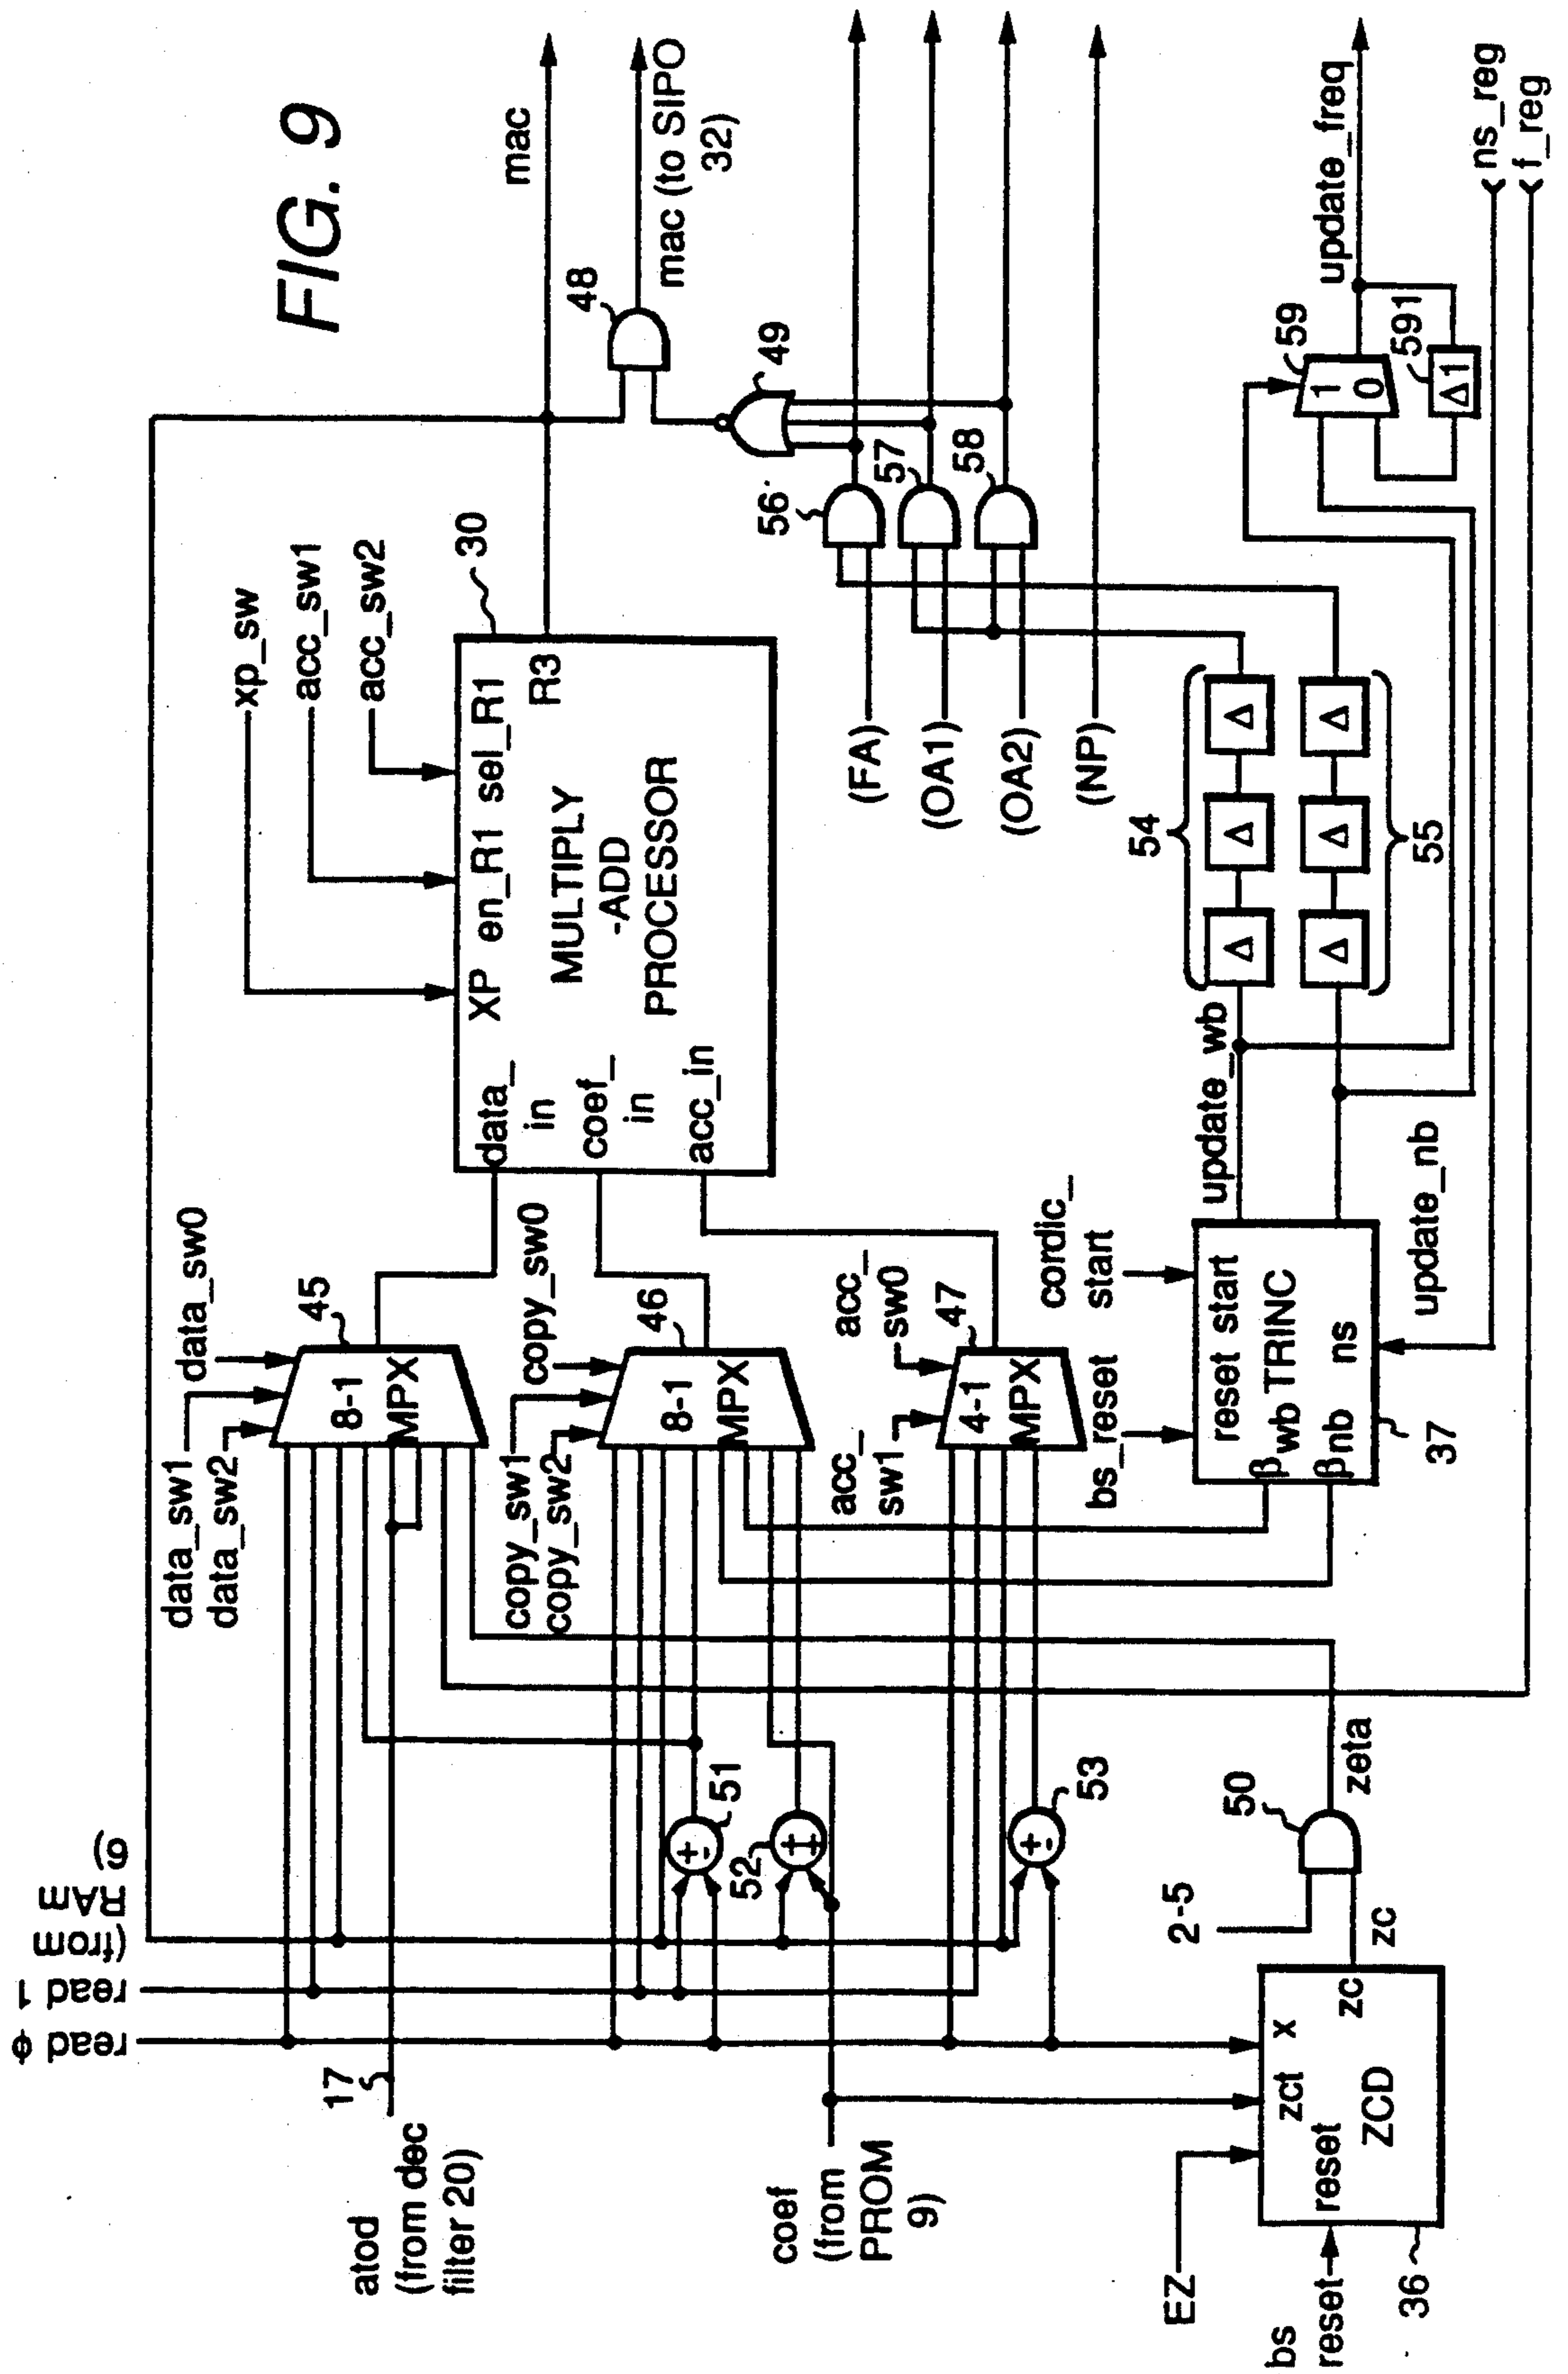 FIG. 9
mac
mac (to SIPO
32)
48
49
xp_sw
acc_sw1
acc_sw2
30
XP en_R1 sel_R1
R3
MULTIPLY
-ADD
PROCESSOR
data_
in
coef_
in
acc_in
data_sw0
data_sw1
data_sw2
45
8-1
MPX
copy_sw0
copy_sw1
copy_sw2
46
8-1
MPX
acc_
sw0
acc_
sw1
47
4-1
MPX
read φ
read 1
(from
RAM
6)
17
atod
(from dec
filter 20)
coef
(from
PROM
9)
+
-
51
52
+
-
53
56
57
58
(FA)
(OA1)
(OA2)
(NP)
54
Δ Δ Δ
Δ Δ Δ
55
update_wb
update_nb
cordic_
start
bs_reset
reset start
βwb TRINC
βnb ns
37
59
1
0
591
Δ1
update_freq
ns_reg
f_reg
2-5
50
zeta
zc
EZ
bs
reset
zct
x
reset
zc
ZCD
36